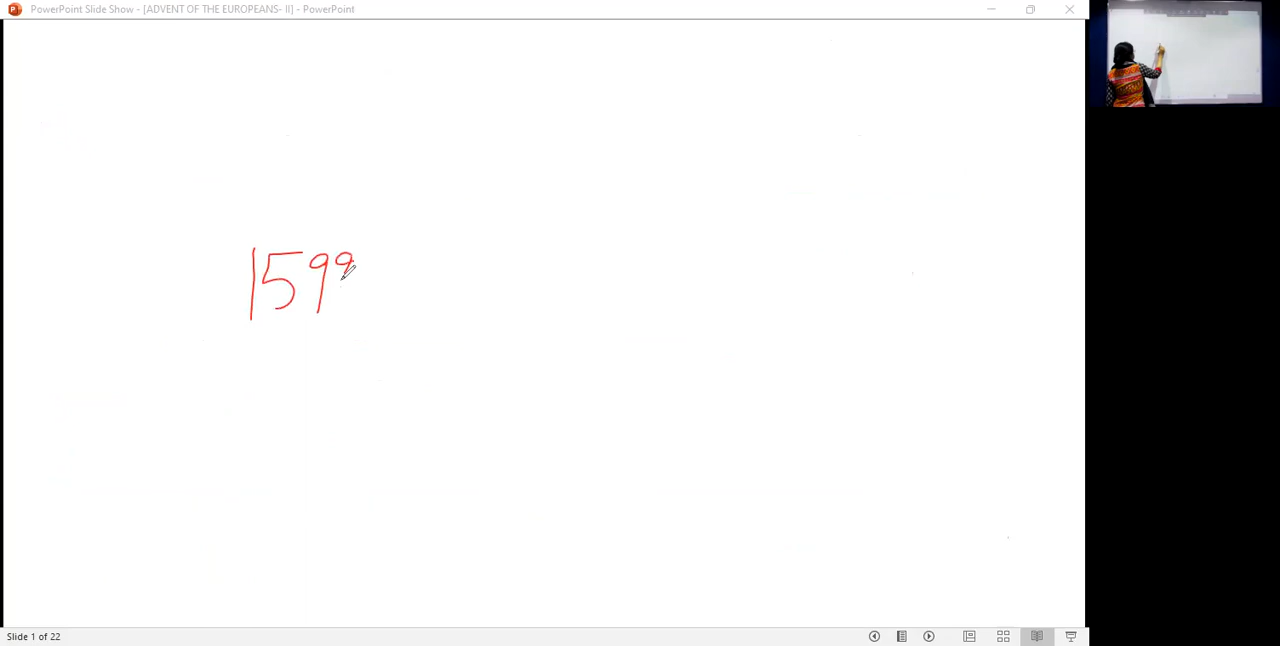 PowerPoint Slide Show - [ADVENT OF THE EUROPEANS- II] - PowerPoint
1599
Slide 1 of 22